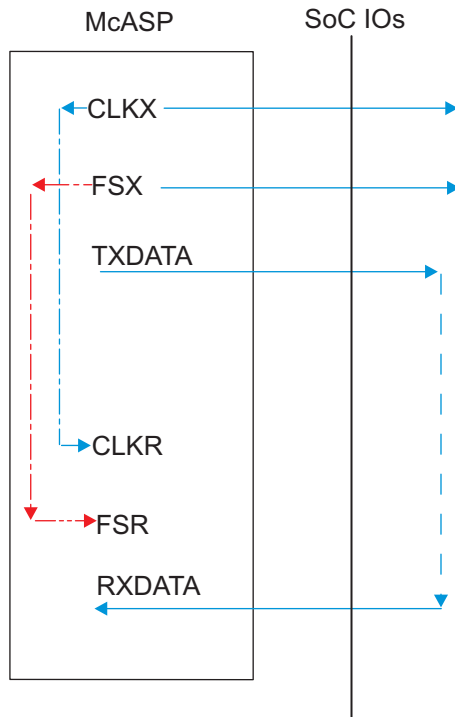 McASP
SoC IOs
CLKX
FSX
TXDATA
CLKR
FSR
RXDATA